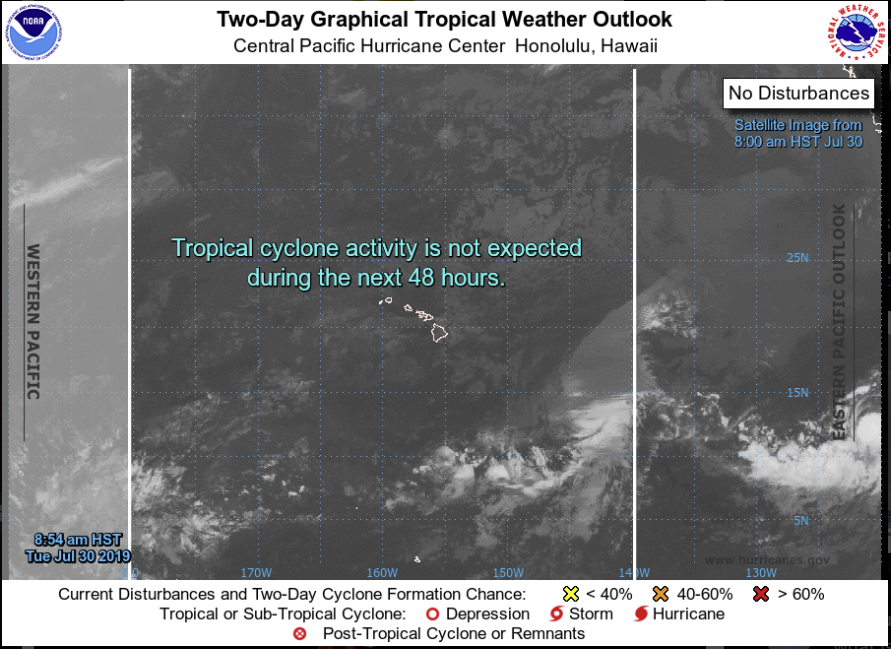 Two-Day Graphical Tropical Weather Outlook
Central Pacific Hurricane Center  Honolulu, Hawaii
NOAA
NATIONAL WEATHER SERVICE
No Disturbances
Satellite Image from
8:00 am HST Jul 30
Tropical cyclone activity is not expected
during the next 48 hours.
WESTERN PACIFIC
EASTERN PACIFIC OUTLOOK
25N
15N
5N
8:54 am HST
Tue Jul 30 2019
170W
160W
150W
140W
130W
www.hurricanes.gov
Current Disturbances and Two-Day Cyclone Formation Chance: < 40% 40-60% > 60%
Tropical or Sub-Tropical Cyclone: Depression Storm Hurricane
Post-Tropical Cyclone or Remnants